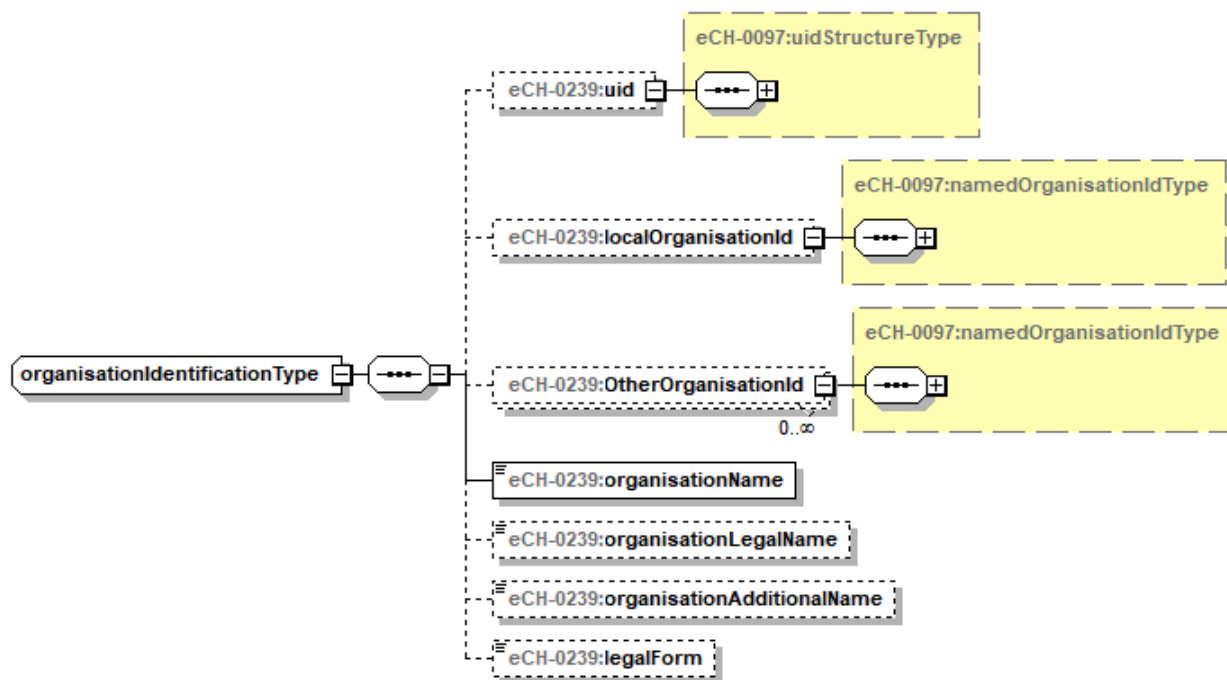 eCH-0097:uidStructureType
eCH-0239:uid
eCH-0097:namedOrganisationIdType
eCH-0239:localOrganisationId
eCH-0097:namedOrganisationIdType
organisationIdentificationType
eCH-0239:OtherOrganisationId
0..∞
eCH-0239:organisationName
eCH-0239:organisationLegalName
eCH-0239:organisationAdditionalName
eCH-0239:legalForm